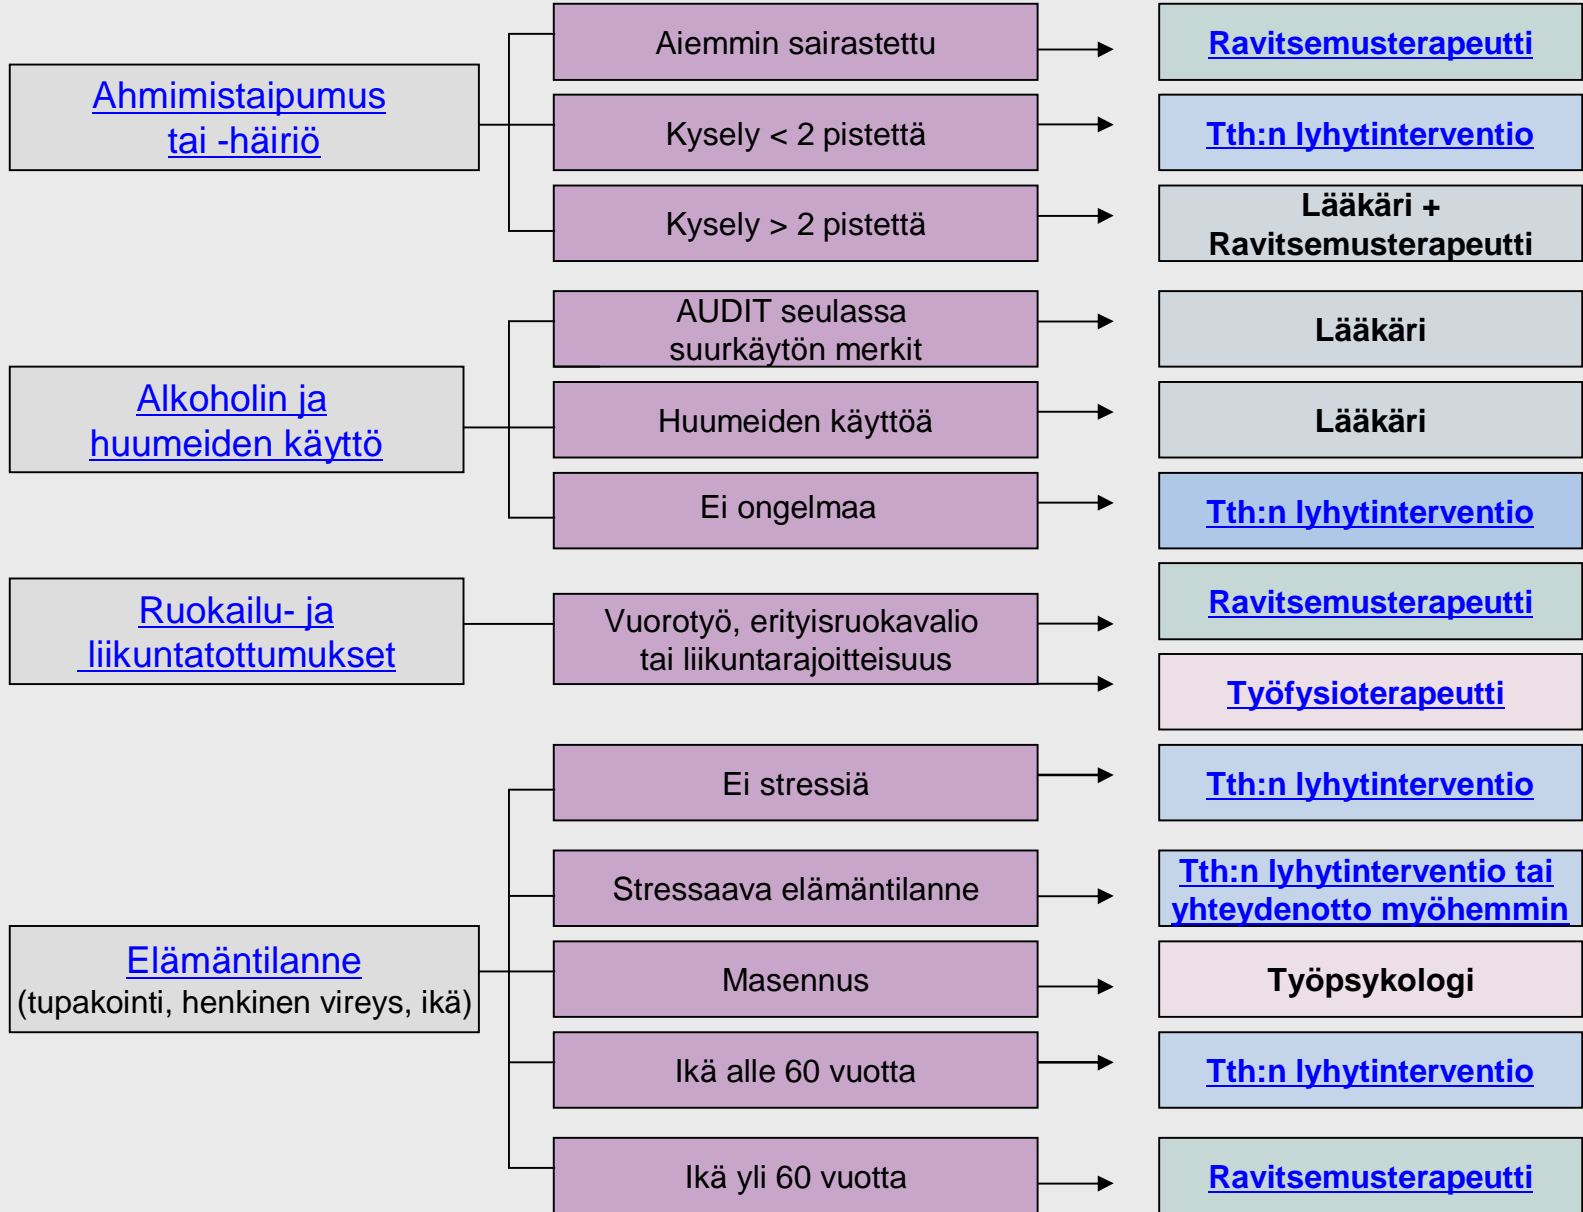 Ahmimistaipumus
tai -häiriö
Aiemmin sairastettu
Ravitsemusterapeutti
Kysely < 2 pistettä
Tth:n lyhytinterventio
Kysely > 2 pistettä
Lääkäri +
Ravitsemusterapeutti
Alkoholin ja
huumeiden käyttö
AUDIT seulassa
suurkäytön merkit
Lääkäri
Huumeiden käyttöä
Lääkäri
Ei ongelmaa
Tth:n lyhytinterventio
Ruokailu- ja
liikuntatottumukset
Vuorotyö, erityisruokavalio
tai liikuntarajoitteisuus
Ravitsemusterapeutti
Työfysioterapeutti
Elämäntilanne
(tupakointi, henkinen vireys, ikä)
Ei stressiä
Tth:n lyhytinterventio
Stressaava elämäntilanne
Tth:n lyhytinterventio tai
yhteydenotto myöhemmin
Masennus
Työpsykologi
Ikä alle 60 vuotta
Tth:n lyhytinterventio
Ikä yli 60 vuotta
Ravitsemusterapeutti